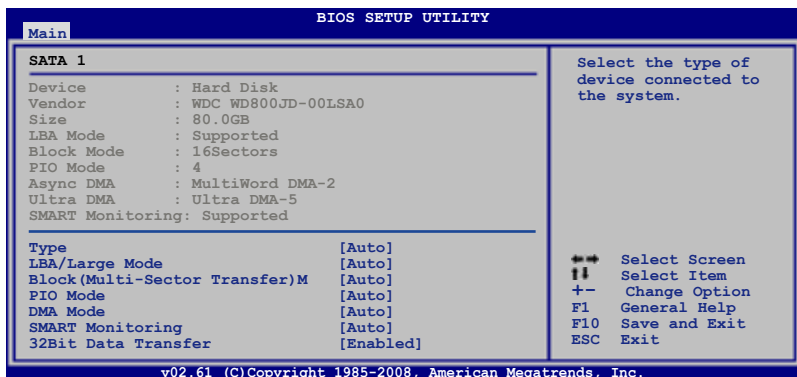 BIOS SETUP UTILITY
Main
SATA 1
Device : Hard Disk
Vendor : WDC WD800JD-00LSA0
Size : 80.0GB
LBA Mode : Supported
Block Mode : 16Sectors
PIO Mode : 4
Async DMA : MultiWord DMA-2
Ultra DMA : Ultra DMA-5
SMART Monitoring: Supported
Type [Auto]
LBA/Large Mode [Auto]
Block(Multi-Sector Transfer)M [Auto]
PIO Mode [Auto]
DMA Mode [Auto]
SMART Monitoring [Auto]
32Bit Data Transfer [Enabled]
Select the type of
device connected to
the system.
Select Screen
Select Item
+- Change Option
F1 General Help
F10 Save and Exit
ESC Exit
v02.61 (C)Copyright 1985-2008, American Megatrends, Inc.